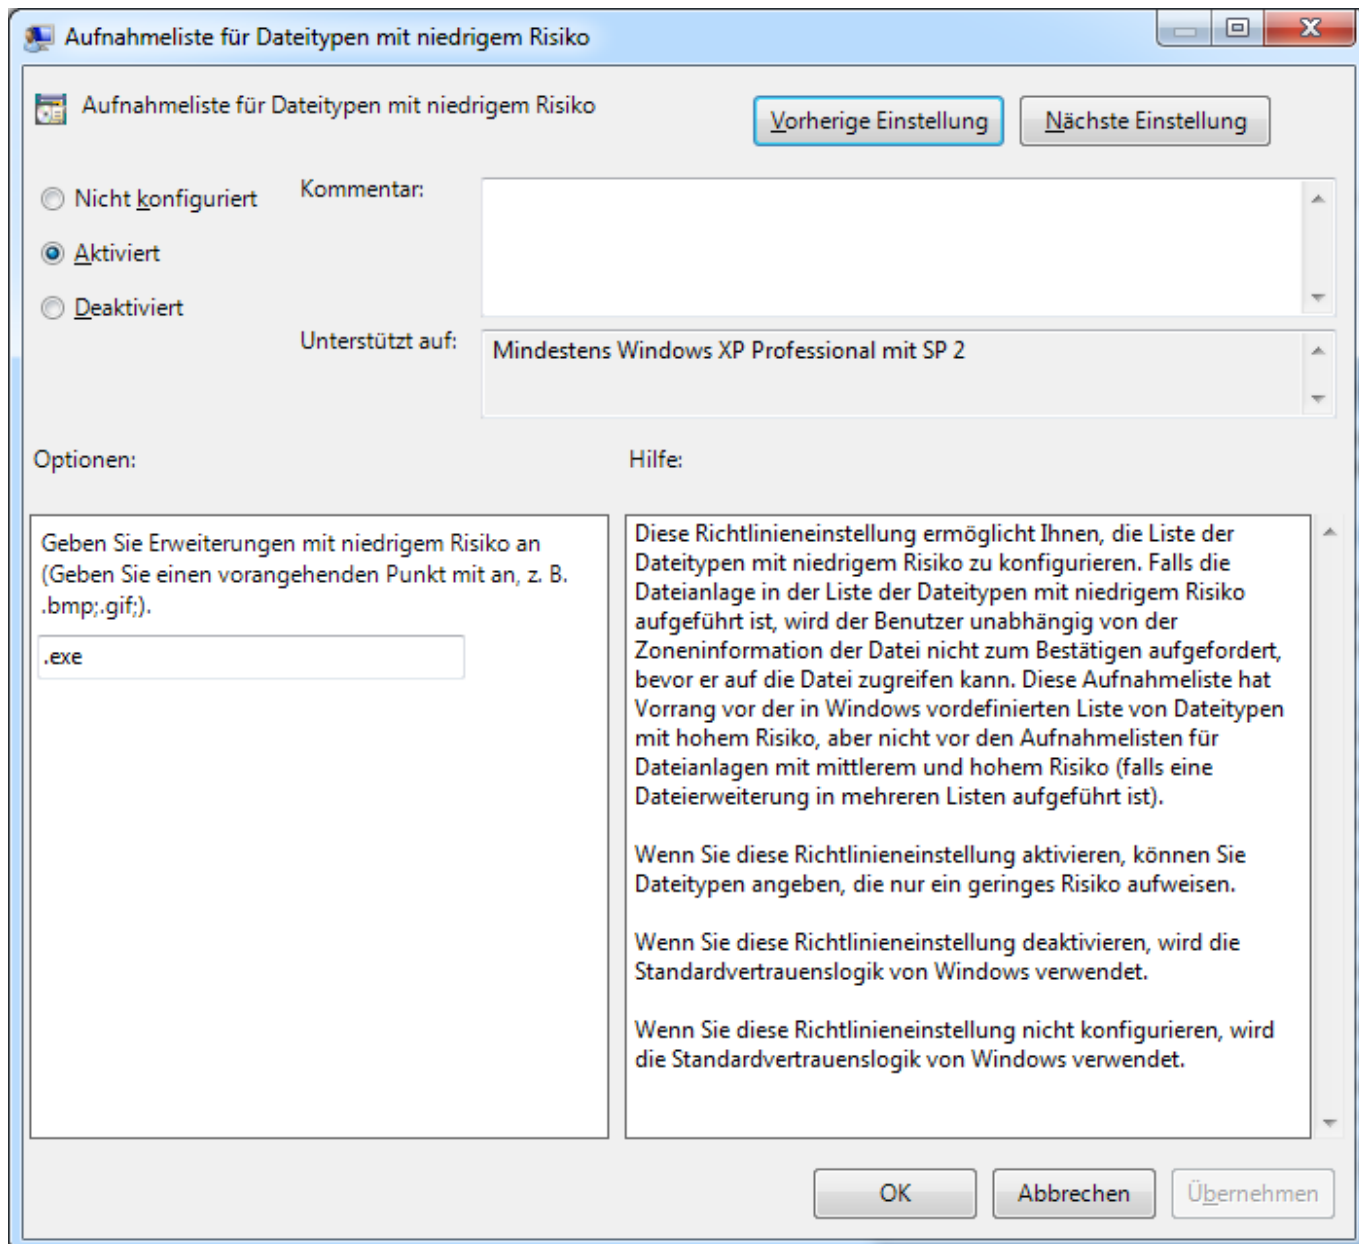 Aufnahmeliste für Dateitypen mit niedrigem Risiko
Aufnahmeliste für Dateitypen mit niedrigem Risiko
Vorherige Einstellung
Nächste Einstellung
Nicht konfiguriert
Kommentar:
Aktiviert
Deaktiviert
Unterstützt auf:
Mindestens Windows XP Professional mit SP 2
Optionen:
Hilfe:
Geben Sie Erweiterungen mit niedrigem Risiko an
(Geben Sie einen vorangehenden Punkt mit an, z. B.
.bmp;.gif;).
.exe
Diese Richtlinieneinstellung ermöglicht Ihnen, die Liste der
Dateitypen mit niedrigem Risiko zu konfigurieren. Falls die
Dateianlage in der Liste der Dateitypen mit niedrigem Risiko
aufgeführt ist, wird der Benutzer unabhängig von der
Zoneninformation der Datei nicht zum Bestätigen aufgefordert,
bevor er auf die Datei zugreifen kann. Diese Aufnahmeliste hat
Vorrang vor der in Windows vordefinierten Liste von Dateitypen
mit hohem Risiko, aber nicht vor den Aufnahmelisten für
Dateianlagen mit mittlerem und hohem Risiko (falls eine
Dateierweiterung in mehreren Listen aufgeführt ist).
Wenn Sie diese Richtlinieneinstellung aktivieren, können Sie
Dateitypen angeben, die nur ein geringes Risiko aufweisen.
Wenn Sie diese Richtlinieneinstellung deaktivieren, wird die
Standardvertrauenslogik von Windows verwendet.
Wenn Sie diese Richtlinieneinstellung nicht konfigurieren, wird
die Standardvertrauenslogik von Windows verwendet.
OK
Abbrechen
Übernehmen